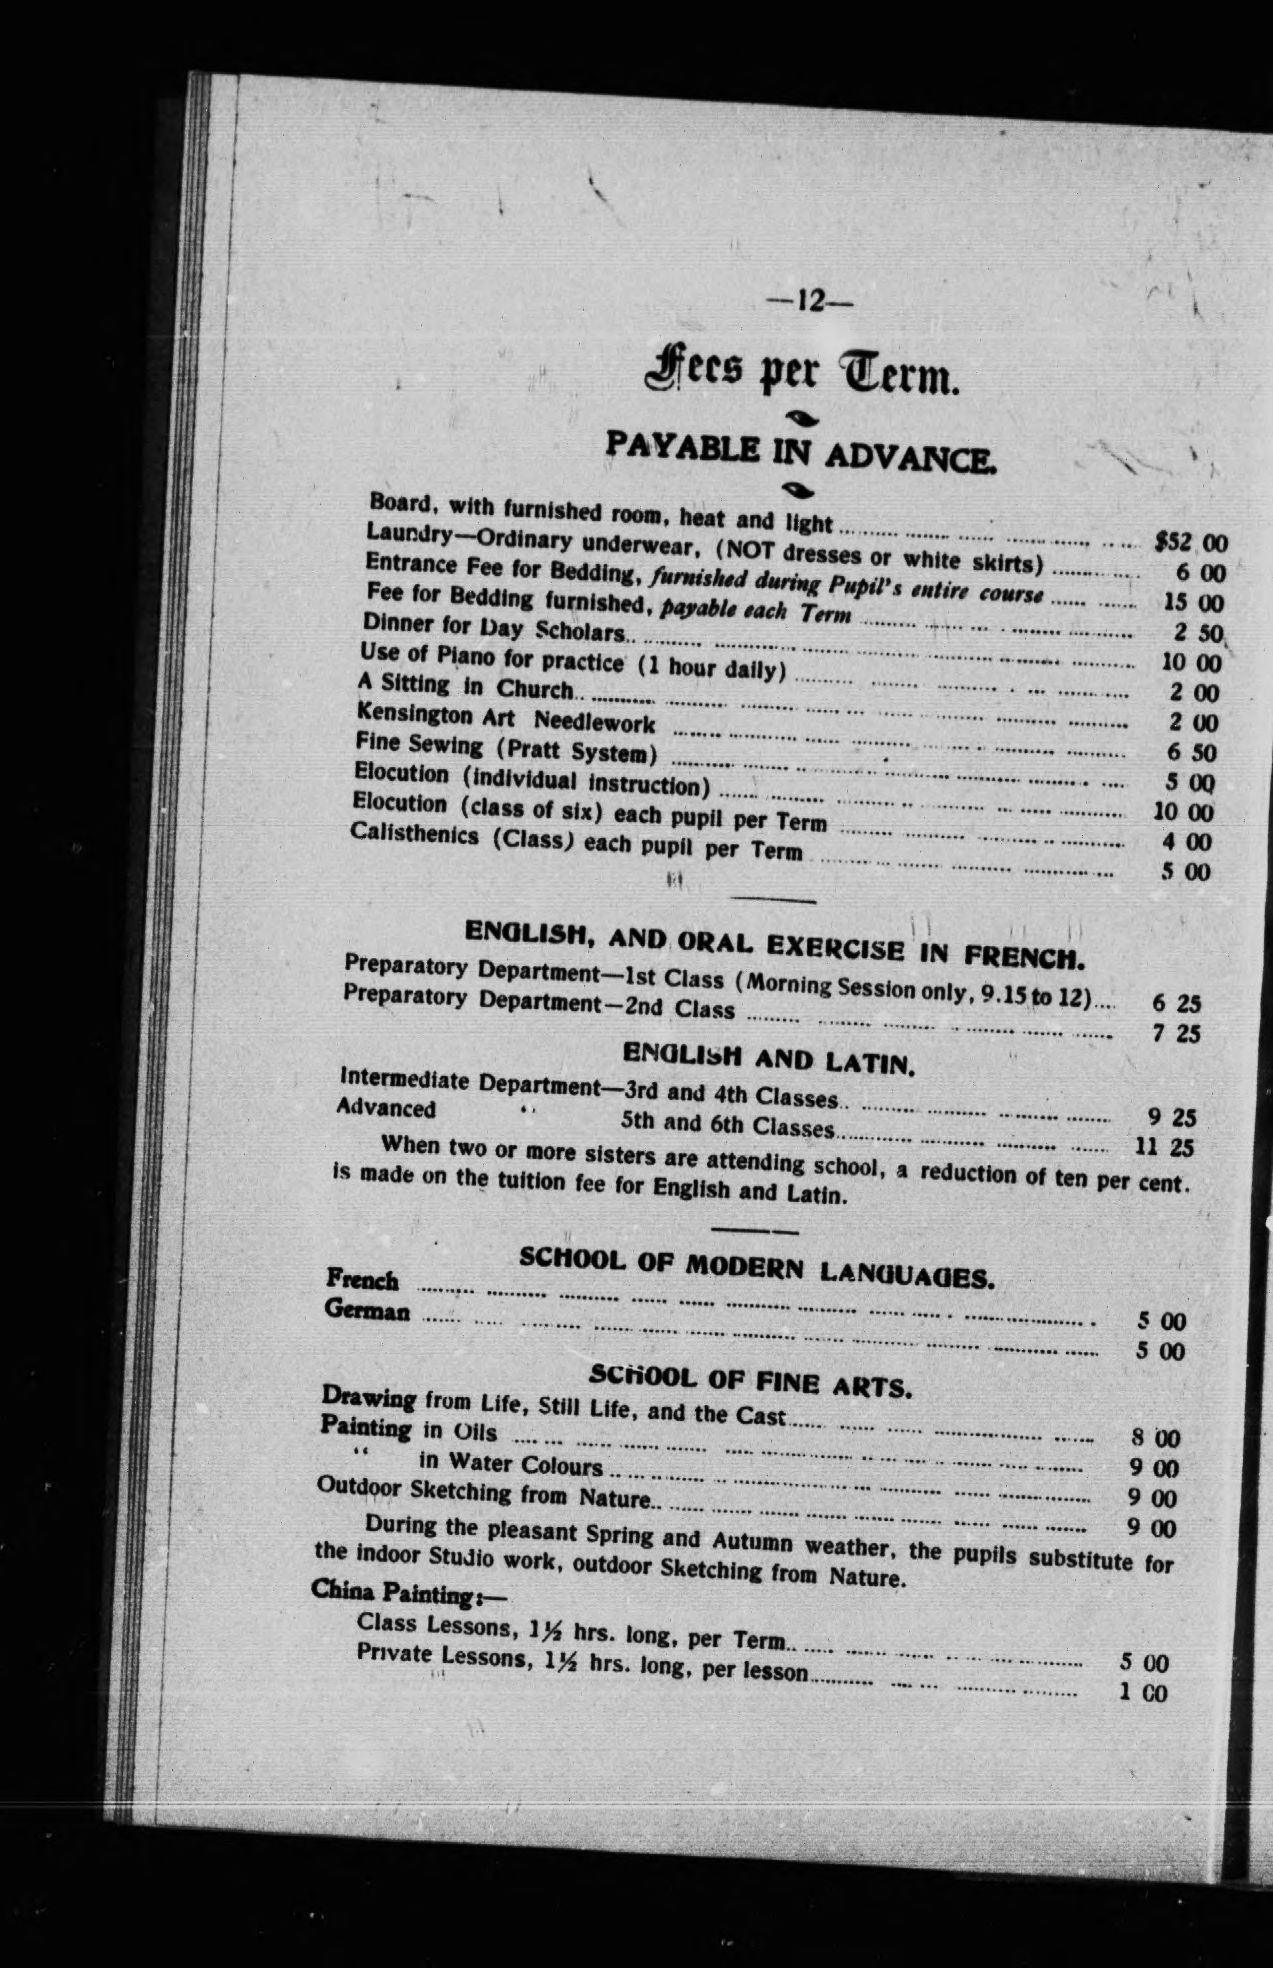 —12—
Fees per Term.
PAYABLE IN ADVANCE.
Board, with furnished room, heat and light ........ $52 00
Laundry—Ordinary underwear, (NOT dresses or white skirts) ........ 6 00
Entrance Fee for Bedding, furnished during Pupil's entire course ........ 15 00
Fee for Bedding furnished, payable each Term ........ 2 50
Dinner for Day Scholars ........ 10 00
Use of Piano for practice (1 hour daily) ........ 2 00
A Sitting in Church ........ 2 00
Kensington Art Needlework ........ 6 50
Fine Sewing (Pratt System) ........ 5 00
Elocution (individual instruction) ........ 10 00
Elocution (class of six) each pupil per Term ........ 4 00
Calisthenics (Class) each pupil per Term ........ 5 00
ENGLISH, AND ORAL EXERCISE IN FRENCH.
Preparatory Department—1st Class (Morning Session only, 9.15 to 12) .... 6 25
Preparatory Department—2nd Class ........ 7 25
ENGLISH AND LATIN.
Intermediate Department—3rd and 4th Classes ........ 9 25
Advanced " 5th and 6th Classes ........ 11 25
When two or more sisters are attending school, a reduction of ten per cent.
is made on the tuition fee for English and Latin.
SCHOOL OF MODERN LANGUAGES.
French ........ 5 00
German ........ 5 00
SCHOOL OF FINE ARTS.
Drawing from Life, Still Life, and the Cast ........ 8 00
Painting in Oils ........ 9 00
" in Water Colours ........ 9 00
Outdoor Sketching from Nature ........ 9 00
During the pleasant Spring and Autumn weather, the pupils substitute for
the indoor Studio work, outdoor Sketching from Nature.
China Painting:—
Class Lessons, 1½ hrs. long, per Term ........ 5 00
Private Lessons, 1½ hrs. long, per lesson ........ 1 00